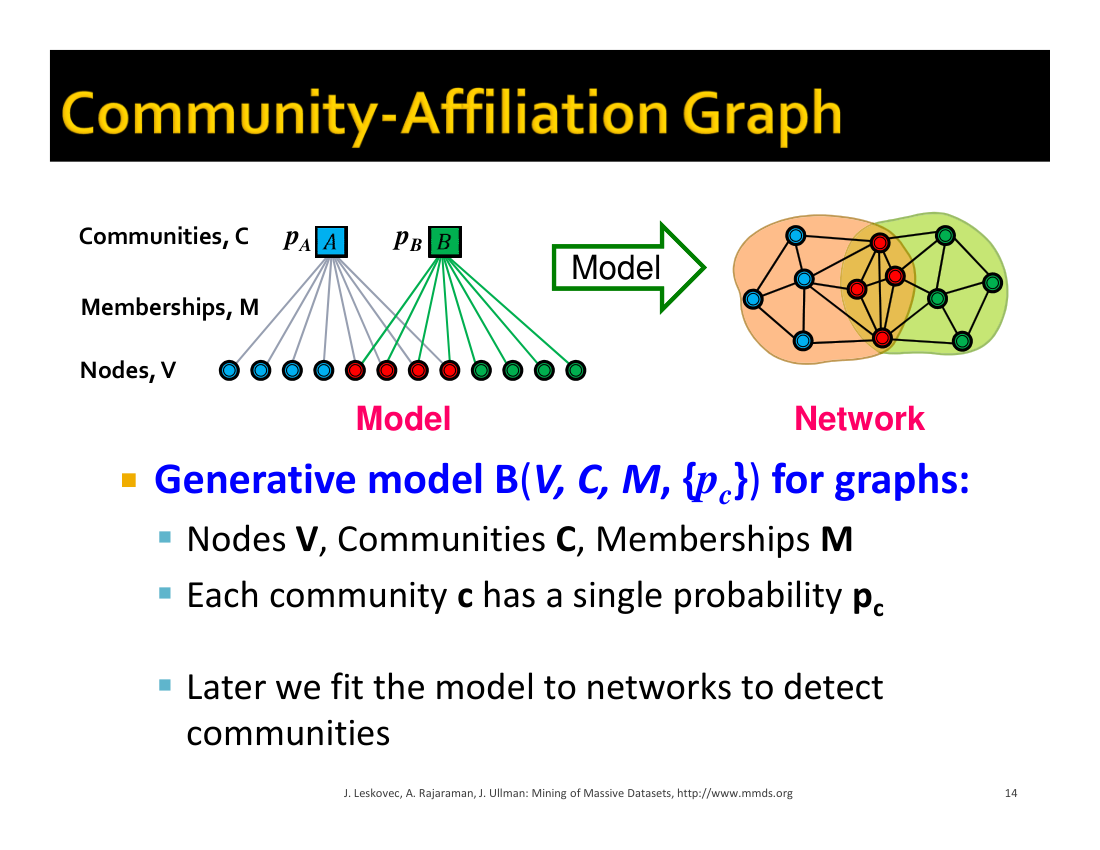 Community-Affiliation Graph
Communities, C
p_A A
p_B B
Model
Memberships, M
Nodes, V
Model
Network
Generative model B(V, C, M, {p_c}) for graphs:
Nodes V, Communities C, Memberships M
Each community c has a single probability p_c
Later we fit the model to networks to detect
communities
J. Leskovec, A. Rajaraman, J. Ullman: Mining of Massive Datasets, http://www.mmds.org
14